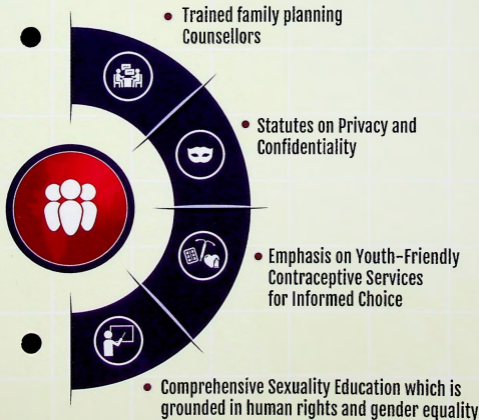 Trained family planning
Counsellors
Statutes on Privacy and
Confidentiality
Emphasis on Youth-Friendly
Contraceptive Services
for Informed Choice
Comprehensive Sexuality Education which is
grounded in human rights and gender equality